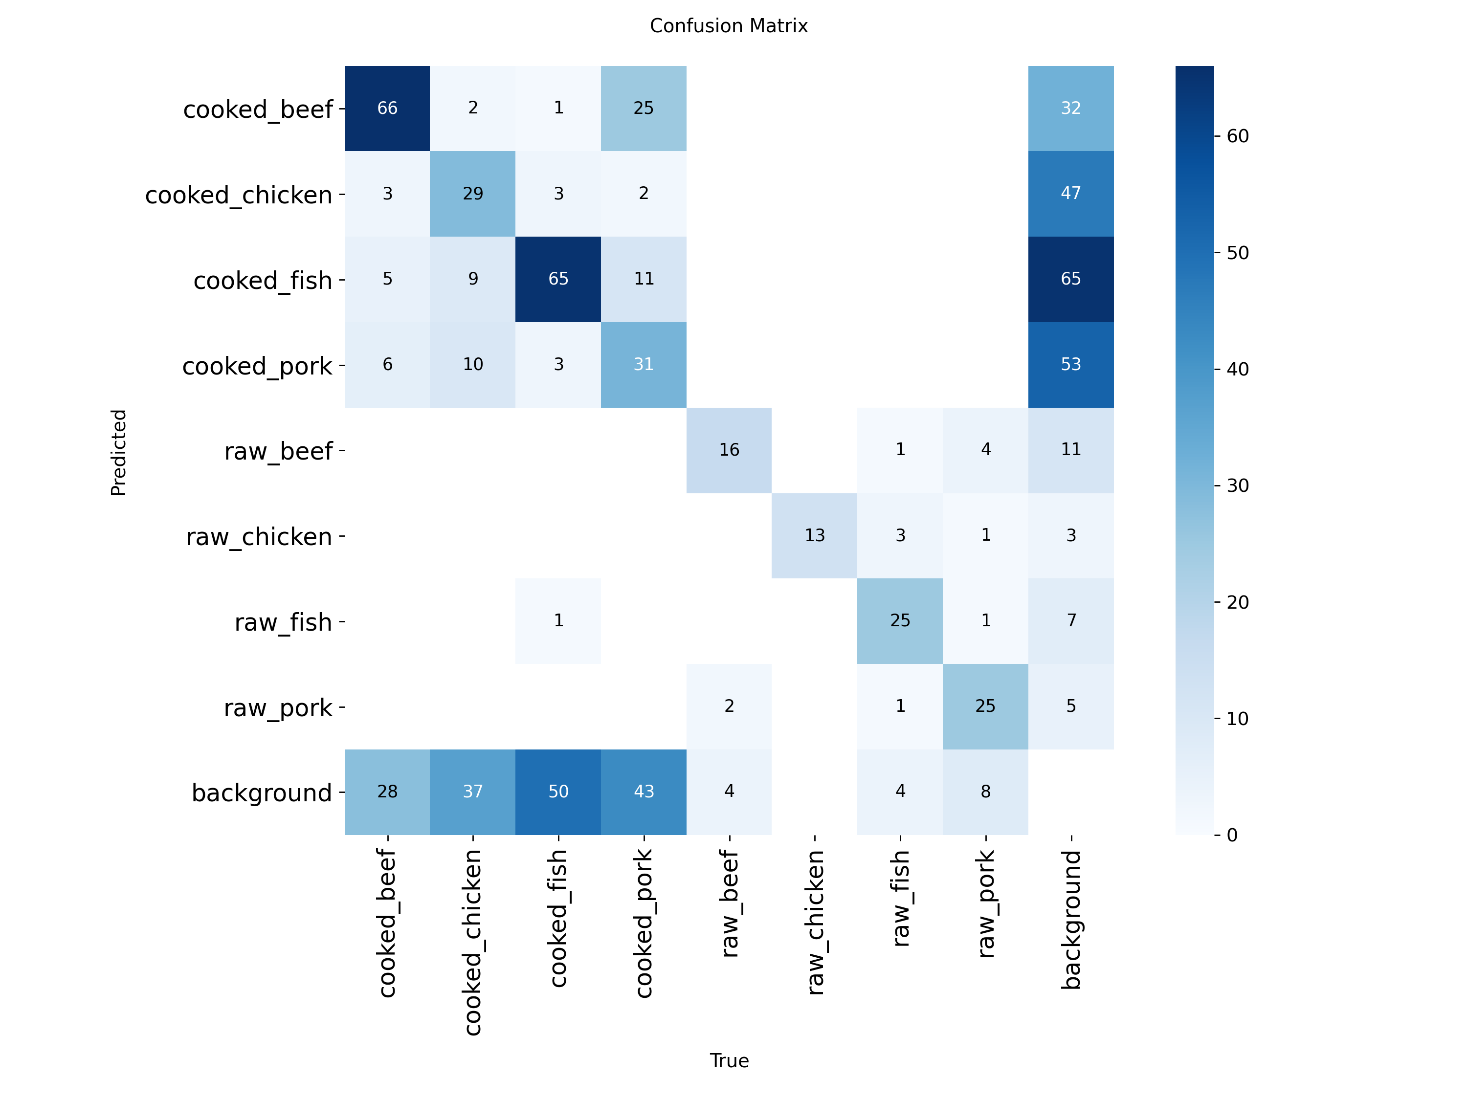 Confusion Matrix
cooked_beef 66 2 1 25 32
cooked_chicken 3 29 3 2 47
cooked_fish 5 9 65 11 65
cooked_pork 6 10 3 31 53
raw_beef 16 1 4 11
raw_chicken 13 3 1 3
raw_fish 1 25 1 7
raw_pork 2 1 25 5
background 28 37 50 43 4 4 8
Predicted
cooked_beef
cooked_chicken
cooked_fish
cooked_pork
raw_beef
raw_chicken
raw_fish
raw_pork
background
True
60
50
40
30
20
10
0